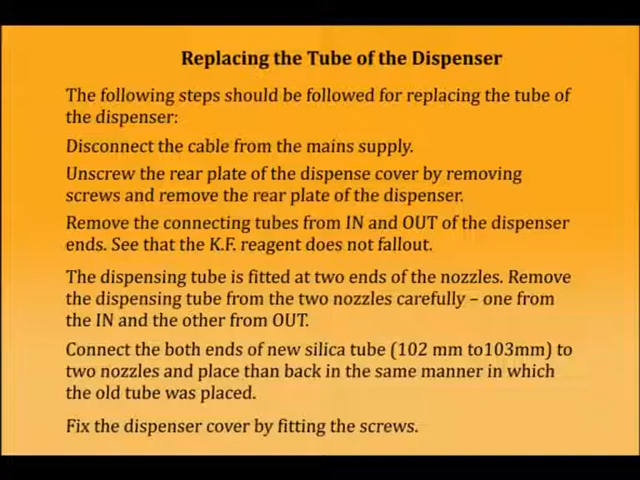 Replacing the Tube of the Dispenser
The following steps should be followed for replacing the tube of
the dispenser:
Disconnect the cable from the mains supply.
Unscrew the rear plate of the dispense cover by removing
screws and remove the rear plate of the dispenser.
Remove the connecting tubes from IN and OUT of the dispenser
ends. See that the K.F. reagent does not fallout.
The dispensing tube is fitted at two ends of the nozzles. Remove
the dispensing tube from the two nozzles carefully – one from
the IN and the other from OUT.
Connect the both ends of new silica tube (102 mm to103mm) to
two nozzles and place than back in the same manner in which
the old tube was placed.
Fix the dispenser cover by fitting the screws.